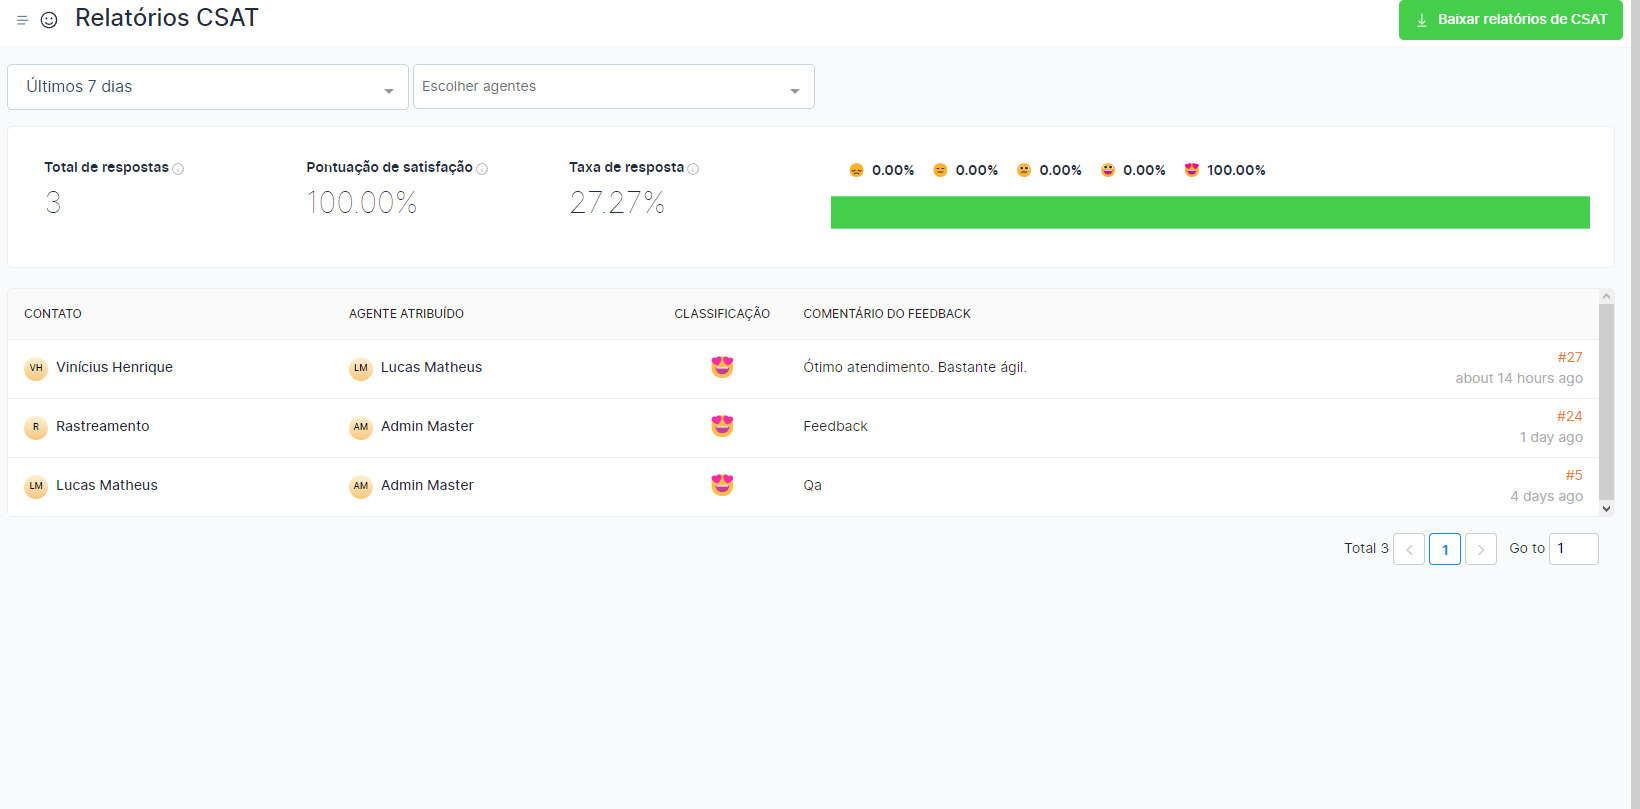 Relatórios CSAT
Baixar relatórios de CSAT
Últimos 7 dias
Escolher agentes
Total de respostas
3
Pontuação de satisfação
100.00%
Taxa de resposta
27.27%
0.00% 0.00% 0.00% 0.00% 100.00%
CONTATO AGENTE ATRIBUÍDO CLASSIFICAÇÃO COMENTÁRIO DO FEEDBACK
VH Vinícius Henrique LM Lucas Matheus Ótimo atendimento. Bastante ágil. #27
about 14 hours ago
R Rastreamento AM Admin Master Feedback #24
1 day ago
LM Lucas Matheus AM Admin Master Qa #5
4 days ago
Total 3 1 Go to 1